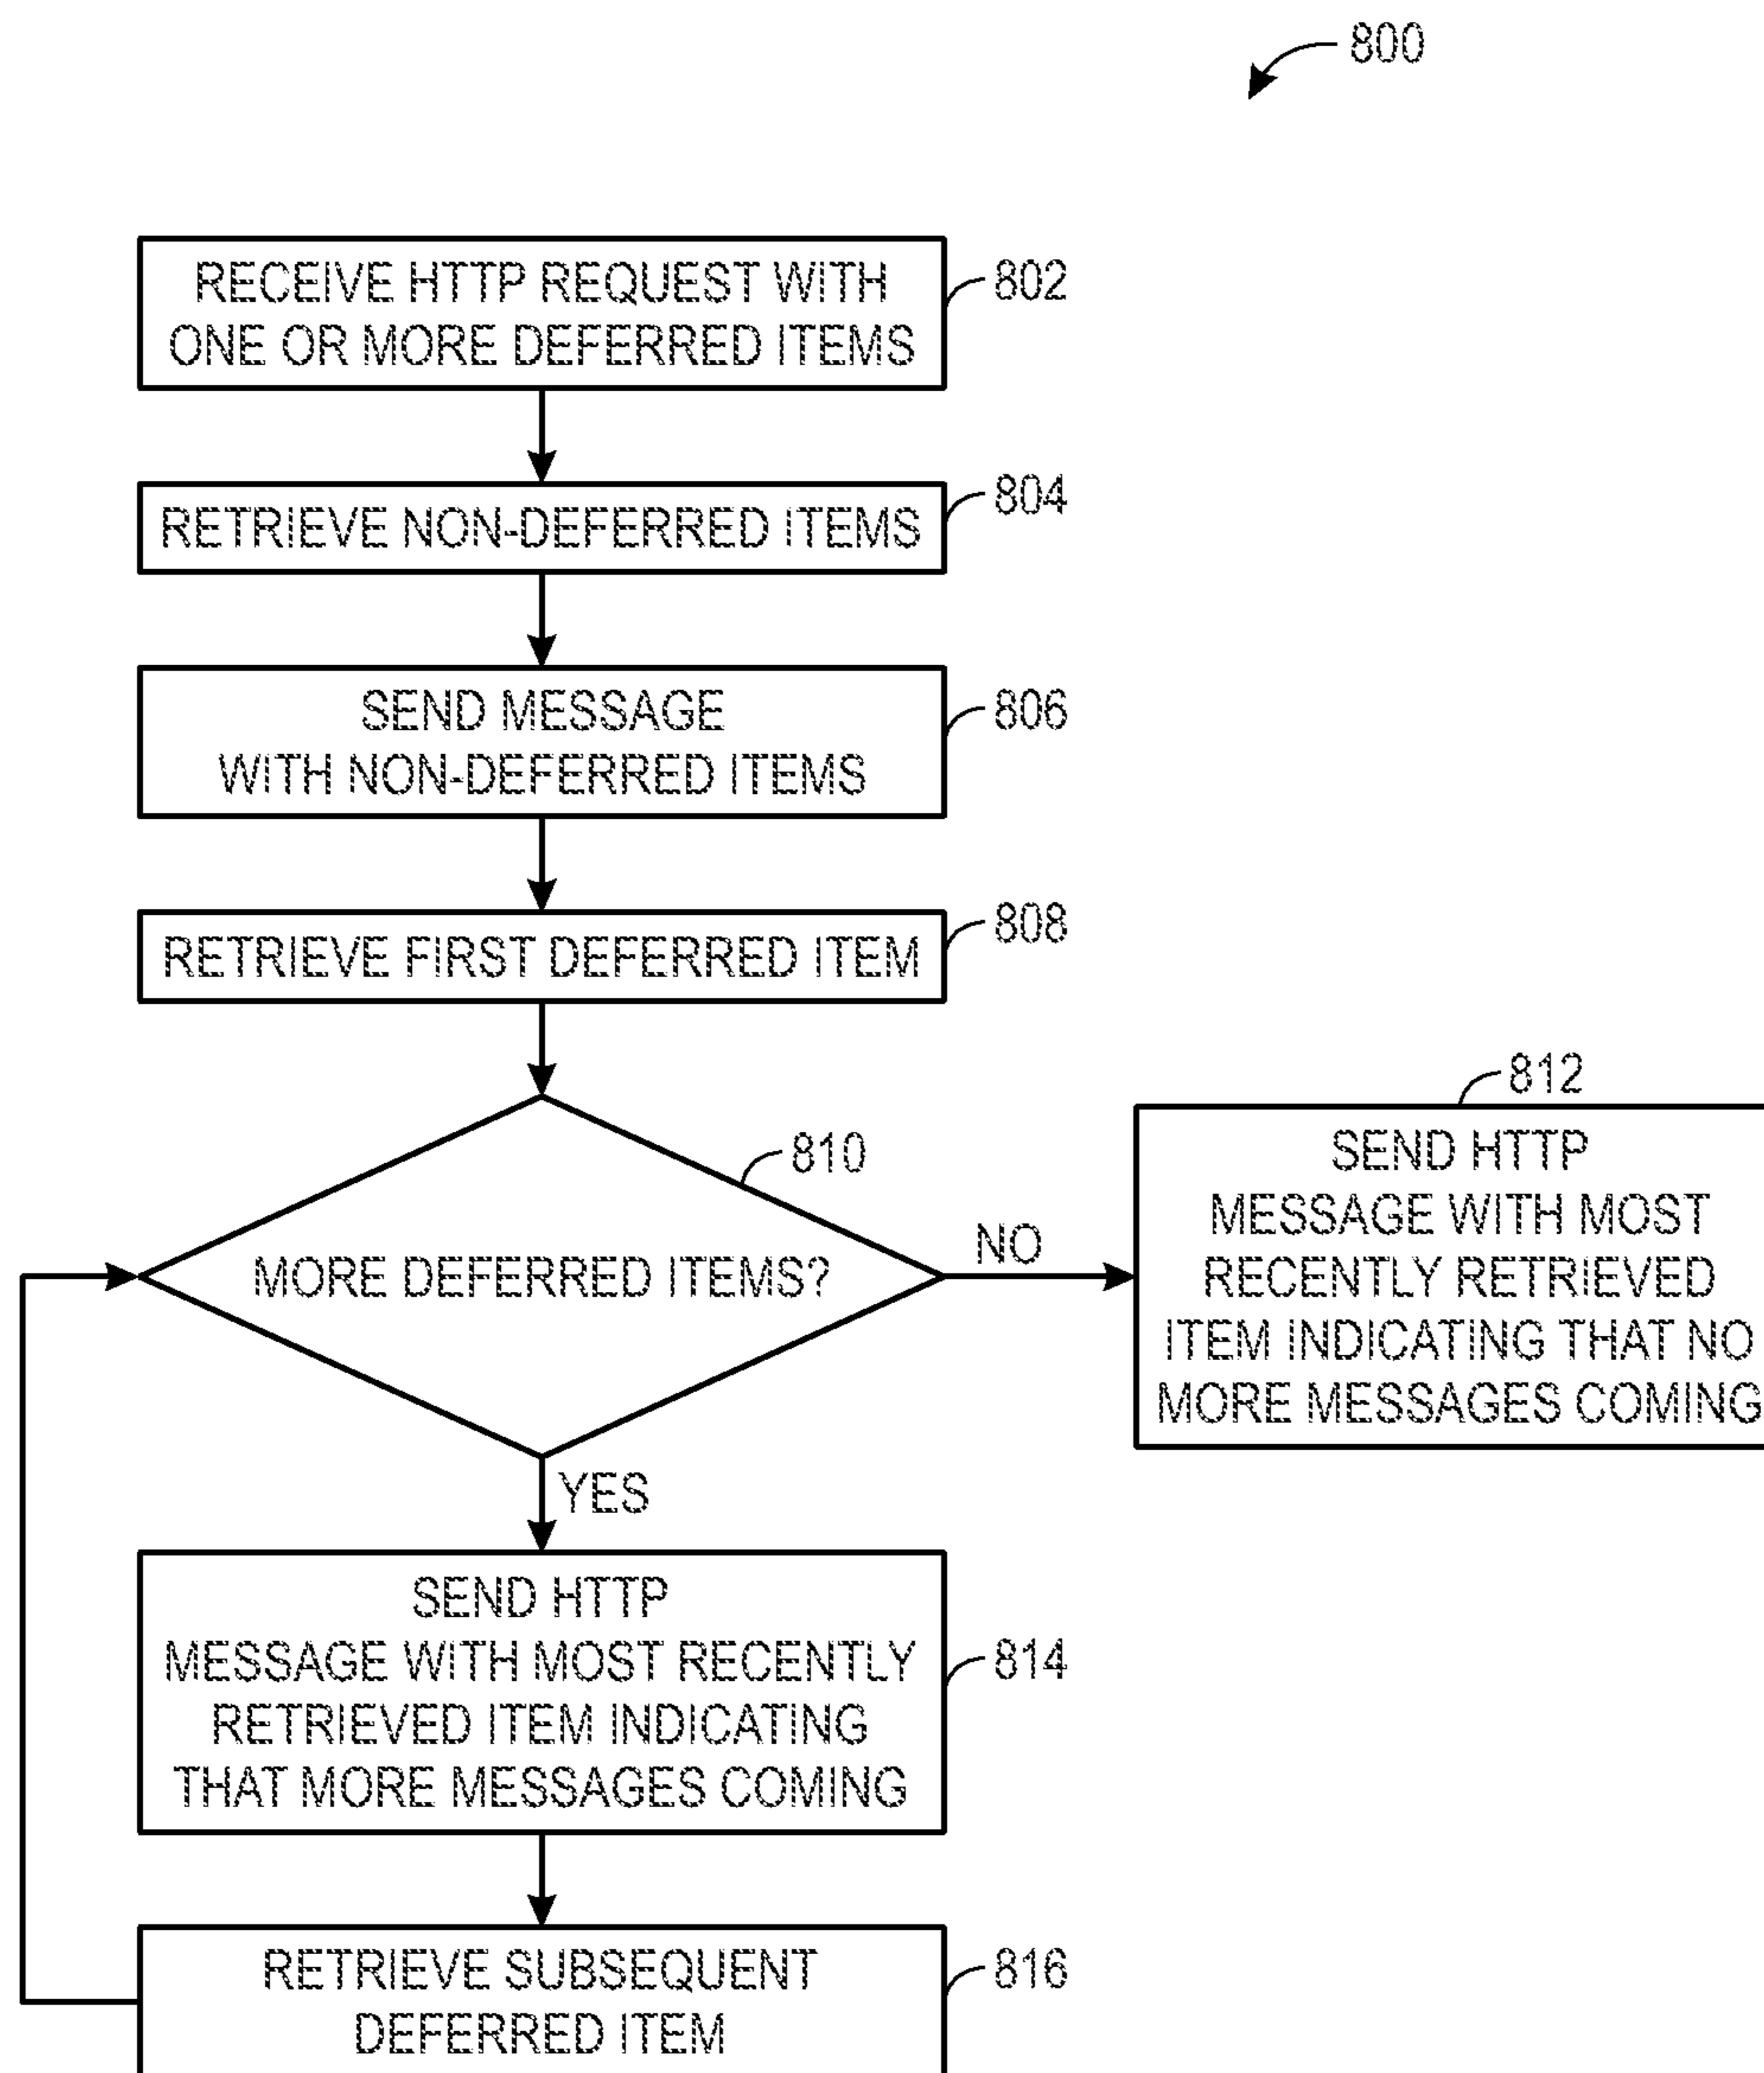 800
RECEIVE HTTP REQUEST WITH
ONE OR MORE DEFERRED ITEMS
802
RETRIEVE NON-DEFERRED ITEMS
804
SEND MESSAGE
WITH NON-DEFERRED ITEMS
806
RETRIEVE FIRST DEFERRED ITEM
808
MORE DEFERRED ITEMS?
810
NO
812
SEND HTTP
MESSAGE WITH MOST
RECENTLY RETRIEVED
ITEM INDICATING THAT NO
MORE MESSAGES COMING
YES
SEND HTTP
MESSAGE WITH MOST RECENTLY
RETRIEVED ITEM INDICATING
THAT MORE MESSAGES COMING
814
RETRIEVE SUBSEQUENT
DEFERRED ITEM
816